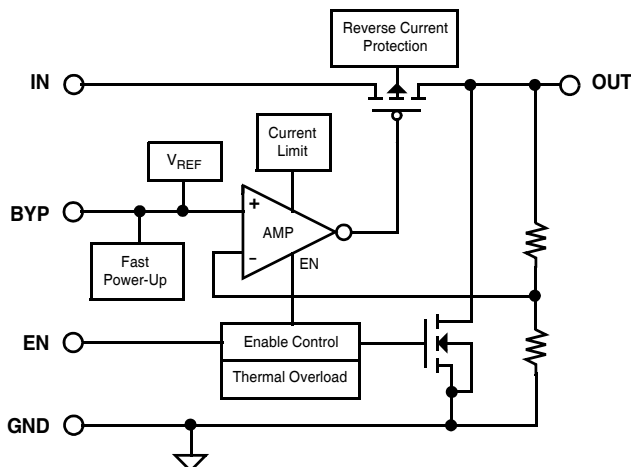 Reverse Current
Protection
IN
OUT
Current
Limit
VREF
BYP
+
AMP
−
EN
Fast
Power-Up
EN
Enable Control
Thermal Overload
GND